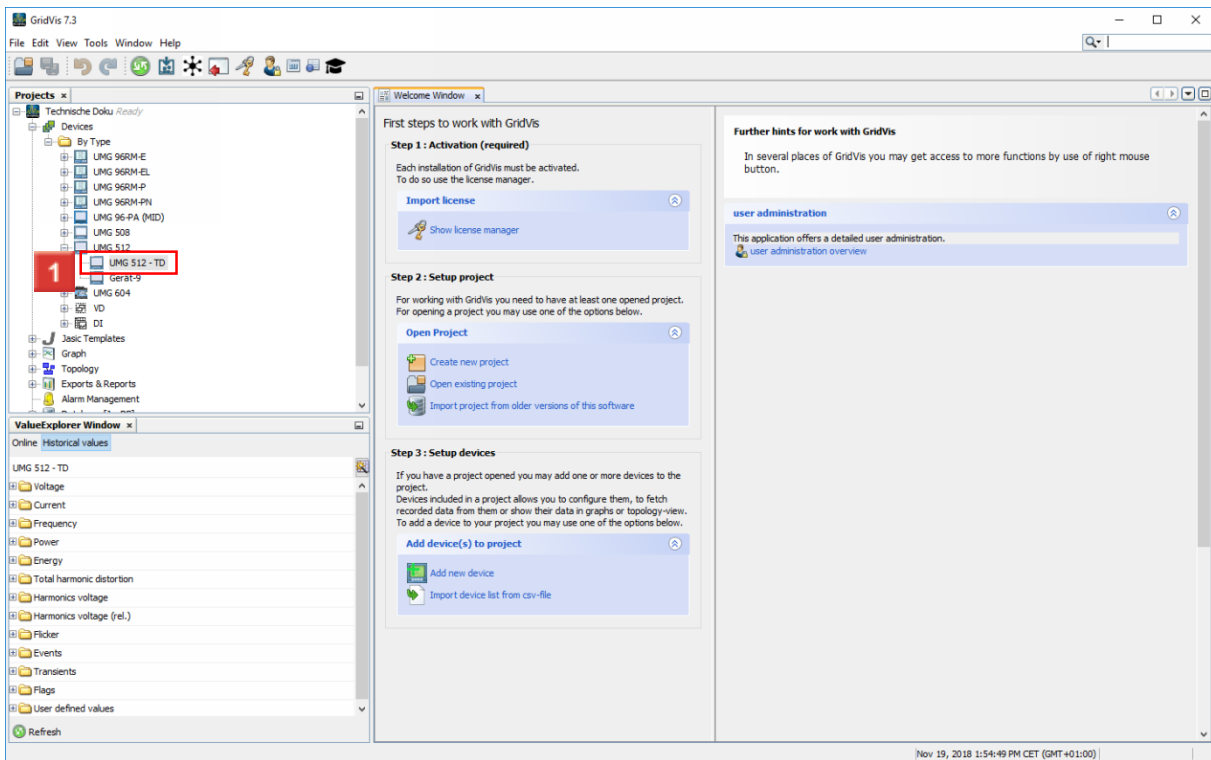 GridVis 7.3
File Edit View Tools Window Help
Projects
Technische Doku Ready
Devices
By Type
UMG 96RM-E
UMG 96RM-EL
UMG 96RM-P
UMG 96RM-PN
UMG 96-PA (MID)
UMG 508
UMG 512
1
UMG 512 - TD
Gerät-9
UMG 604
VD
DI
Jasic Templates
Graph
Topology
Exports & Reports
Alarm Management
ValueExplorer Window
Online Historical values
UMG 512 - TD
Voltage
Current
Frequency
Power
Energy
Total harmonic distortion
Harmonics voltage
Harmonics voltage (rel.)
Flicker
Events
Transients
Flags
User defined values
Refresh
Welcome Window
First steps to work with GridVis
Step 1 : Activation (required)
Each installation of GridVis must be activated.
To do so use the license manager.
Import license
Show license manager
Step 2 : Setup project
For working with GridVis you need to have at least one opened project.
For opening a project you may use one of the options below.
Open Project
Create new project
Open existing project
Import project from older versions of this software
Step 3 : Setup devices
If you have a project opened you may add one or more devices to the
project.
Devices included in a project allows you to configure them, to fetch
recorded data from them or show their data in graphs or topology-view.
To add a device to your project you may use one of the options below.
Add device(s) to project
Add new device
Import device list from csv-file
Further hints for work with GridVis
In several places of GridVis you may get access to more functions by use of right mouse
button.
user administration
This application offers a detailed user administration.
user administration overview
Nov 19, 2018 1:54:49 PM CET (GMT+01:00)